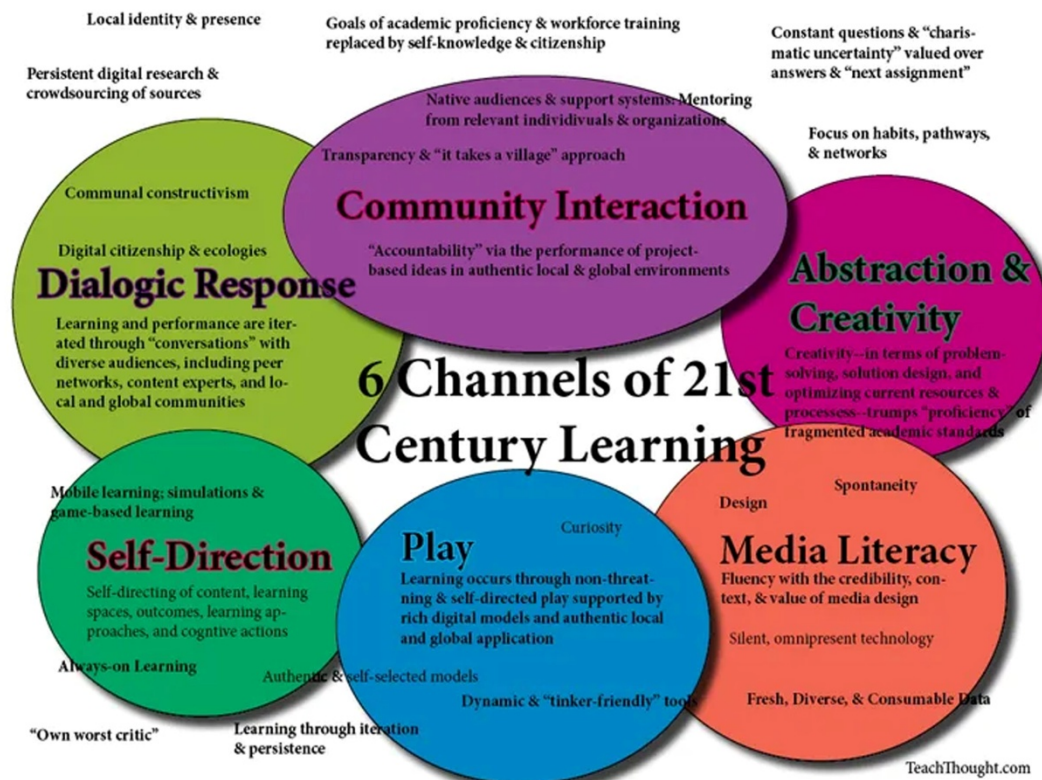 Local identity & presence
Goals of academic proficiency & workforce training
replaced by self-knowledge & citizenship
Constant questions & “charis-
matic uncertainty” valued over
answers & “next assignment”
Persistent digital research &
crowdsourcing of sources
Focus on habits, pathways,
& networks
Native audiences & support systems: Mentoring
from relevant individivuals & organizations
Transparency & “it takes a village” approach
Community Interaction
“Accountability” via the performance of project-
based ideas in authentic local & global environments
Communal constructivism
Digital citizenship & ecologies
Dialogic Response
Learning and performance are iter-
ated through “conversations” with
diverse audiences, including peer
networks, content experts, and lo-
cal and global communities
Abstraction &
Creativity
Creativity--in terms of problem-
solving, solution design, and
optimizing current resources &
processess--trumps “proficiency” of
fragmented academic standards
6 Channels of 21st
Century Learning
Mobile learning; simulations &
game-based learning
Self-Direction
Self-directing of content, learning
spaces, outcomes, learning ap-
proaches, and cogntive actions
Always-on Learning
Curiosity
Play
Learning occurs through non-threat-
ning & self-directed play supported by
rich digital models and authentic local
and global application
Authentic & self-selected models
Dynamic & “tinker-friendly” tools
Spontaneity
Design
Media Literacy
Fluency with the credibility, con-
text, & value of media design
Silent, omnipresent technology
Fresh, Diverse, & Consumable Data
“Own worst critic”
Learning through iteration
& persistence
TeachThought.com